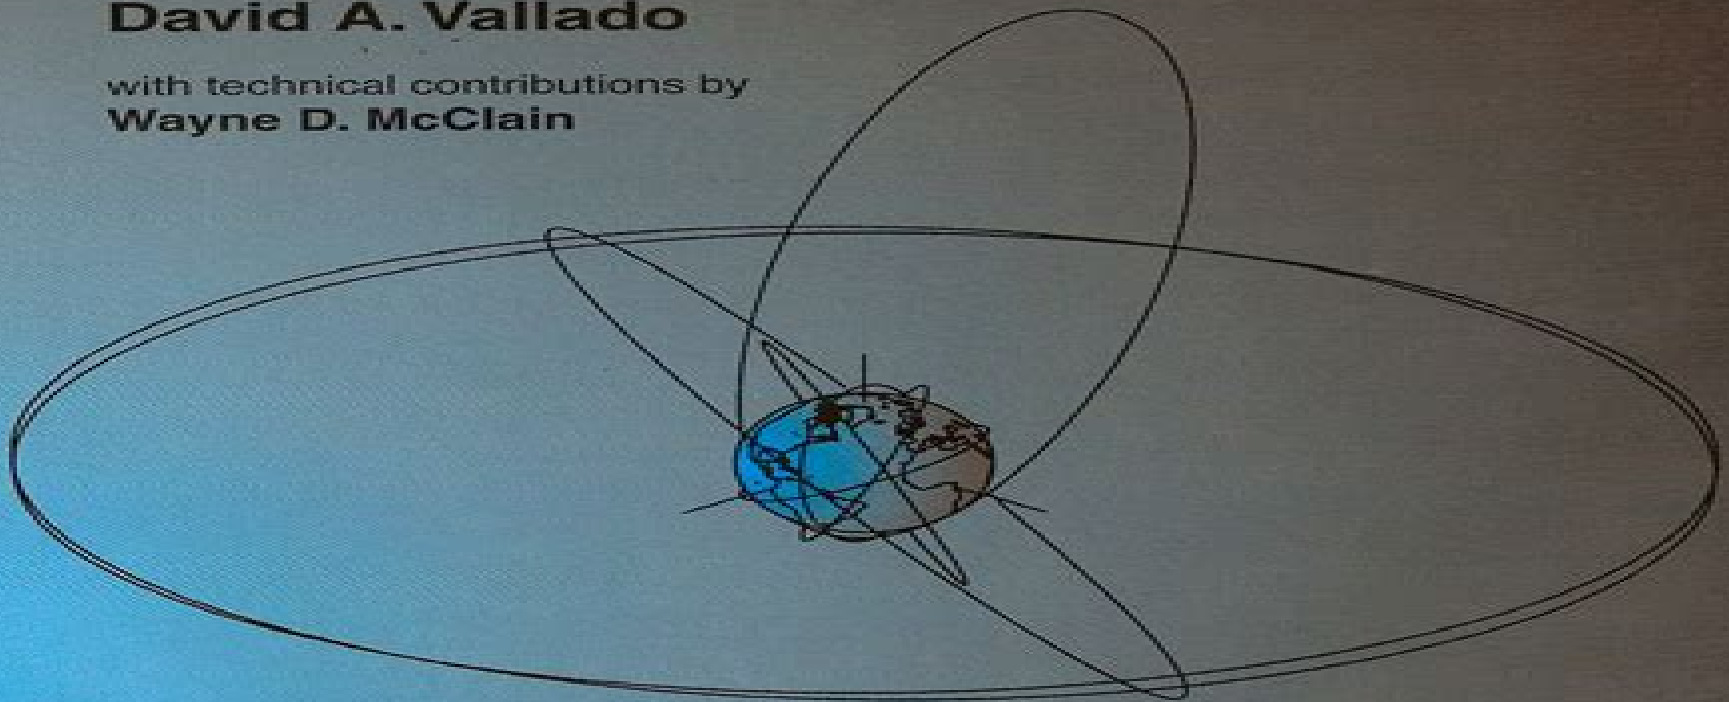 David A. Vallado
with technical contributions by
Wayne D. McClain